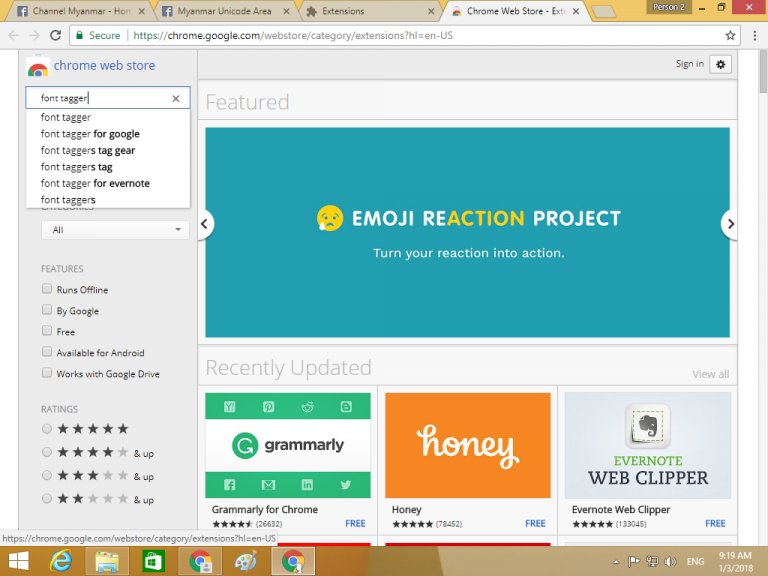 Channel Myanmar - Hom
Myanmar Unicode Area
Extensions
Chrome Web Store - Exte
Person 2
Secure
https://chrome.google.com/webstore/category/extensions?hl=en-US
chrome web store
Sign in
font tagger
font tagger
font tagger for google
font taggers tag gear
font taggers tag
font tagger for evernote
font taggers
CATEGORIES
All
FEATURES
Runs Offline
By Google
Free
Available for Android
Works with Google Drive
RATINGS
& up
& up
& up
Featured
EMOJI REACTION PROJECT
Turn your reaction into action.
Recently Updated
View all
G grammarly
honey
EVERNOTE
WEB CLIPPER
Grammarly for Chrome
(26632) FREE
Honey
(78452) FREE
Evernote Web Clipper
(133045) FREE
https://chrome.google.com/webstore/category/extensions?hl=en-US
ENG
9:19 AM
1/3/2018